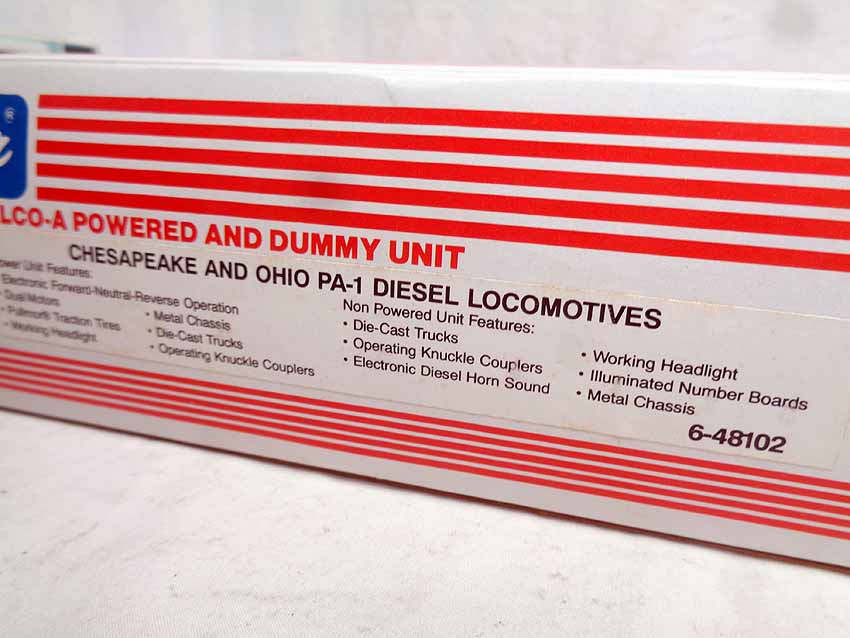 ®
LCO-A POWERED AND DUMMY UNIT
CHESAPEAKE AND OHIO PA-1 DIESEL LOCOMOTIVES
ower Unit Features:
Electronic Forward-Neutral-Reverse Operation
Dual Motors
Pullmor® Traction Tires
• Working Headlight
• Metal Chassis
• Die-Cast Trucks
• Operating Knuckle Couplers
Non Powered Unit Features:
• Die-Cast Trucks
• Operating Knuckle Couplers
• Electronic Diesel Horn Sound
• Working Headlight
• Illuminated Number Boards
• Metal Chassis
6-48102